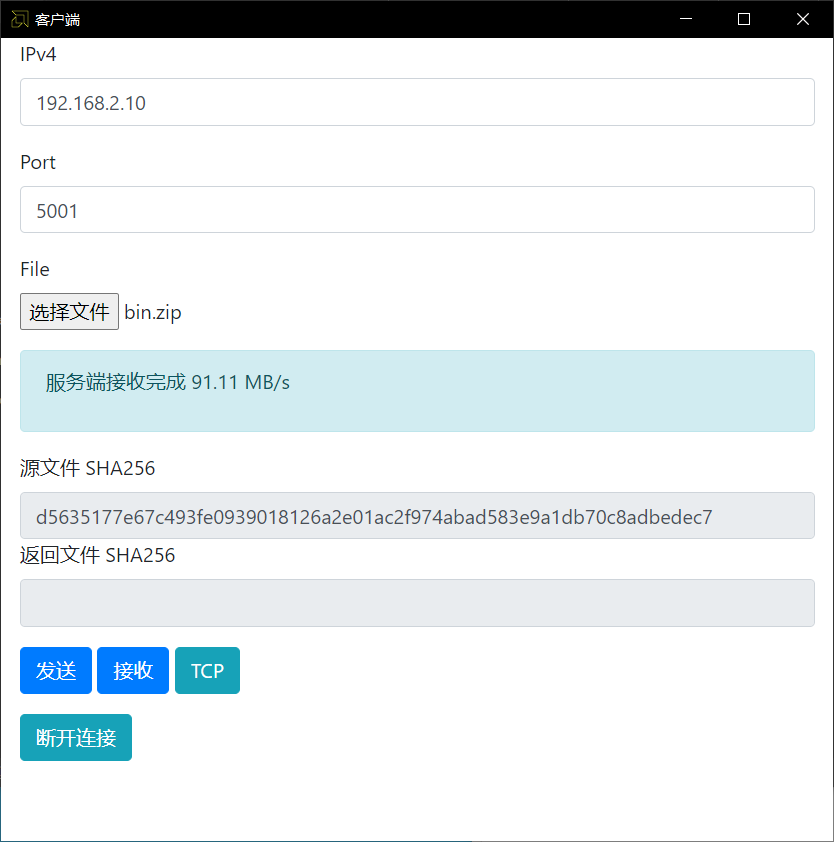 客户端
IPv4
192.168.2.10
Port
5001
File
选择文件 bin.zip
服务端接收完成 91.11 MB/s
源文件 SHA256
d5635177e67c493fe0939018126a2e01ac2f974abad583e9a1db70c8adbedec7
返回文件 SHA256
发送 接收 TCP
断开连接